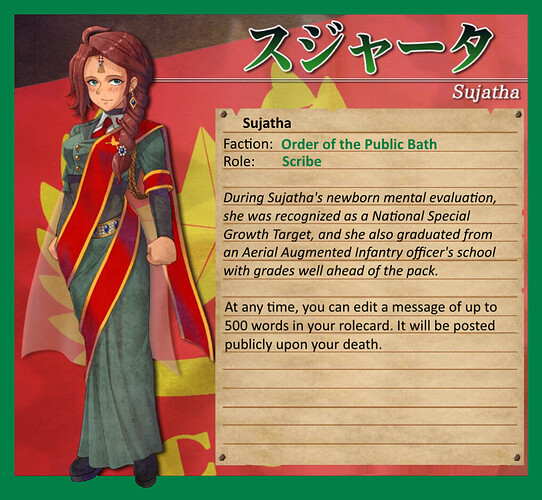 スジャータ
Sujatha
Sujatha
Faction: Order of the Public Bath
Role: Scribe
During Sujatha's newborn mental evaluation,
she was recognized as a National Special
Growth Target, and she also graduated from
an Aerial Augmented Infantry officer's school
with grades well ahead of the pack.
At any time, you can edit a message of up to
500 words in your rolecard. It will be posted
publicly upon your death.